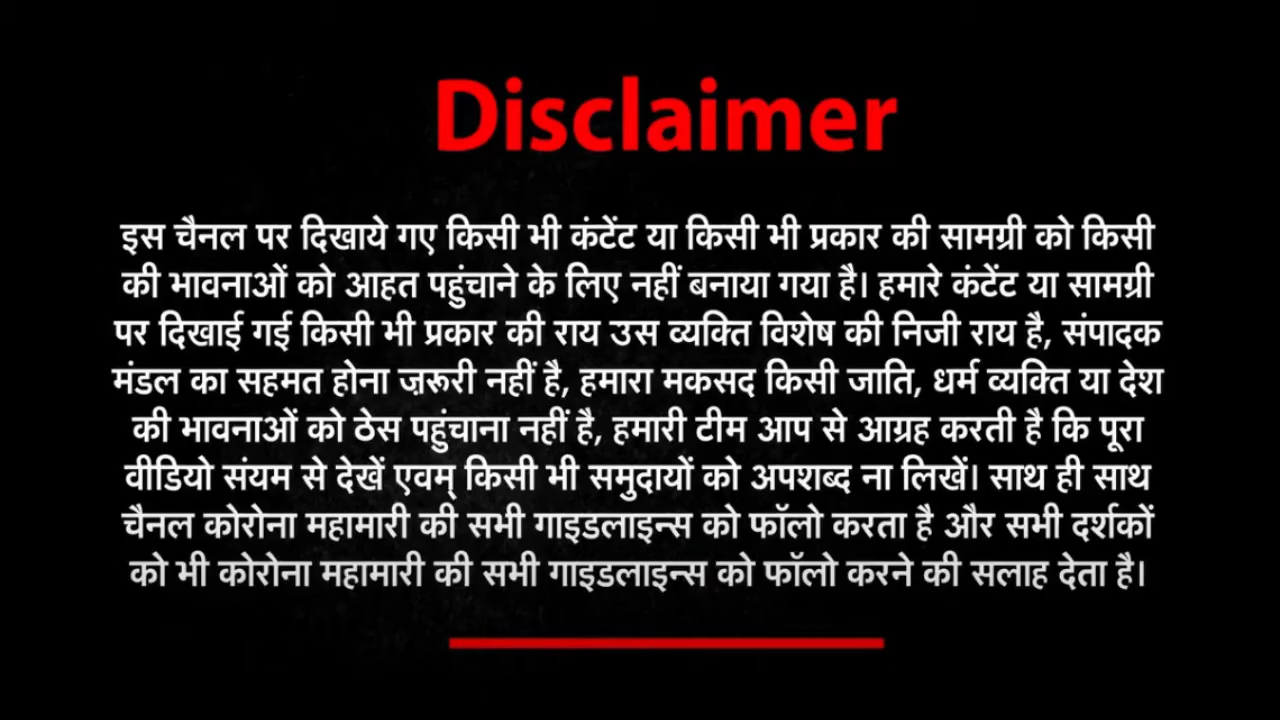 Disclaimer
इस चैनल पर दिखाये गए किसी भी कंटेंट या किसी भी प्रकार की सामग्री को किसी
की भावनाओं को आहत पहुंचाने के लिए नहीं बनाया गया है। हमारे कंटेंट या सामग्री
पर दिखाई गई किसी भी प्रकार की राय उस व्यक्ति विशेष की निजी राय है, संपादक
मंडल का सहमत होना ज़रूरी नहीं है, हमारा मकसद किसी जाति, धर्म व्यक्ति या देश
की भावनाओं को ठेस पहुंचाना नहीं है, हमारी टीम आप से आग्रह करती है कि पूरा
वीडियो संयम से देखें एवम् किसी भी समुदायों को अपशब्द ना लिखें। साथ ही साथ
चैनल कोरोना महामारी की सभी गाइडलाइन्स को फॉलो करता है और सभी दर्शकों
को भी कोरोना महामारी की सभी गाइडलाइन्स को फॉलो करने की सलाह देता है।